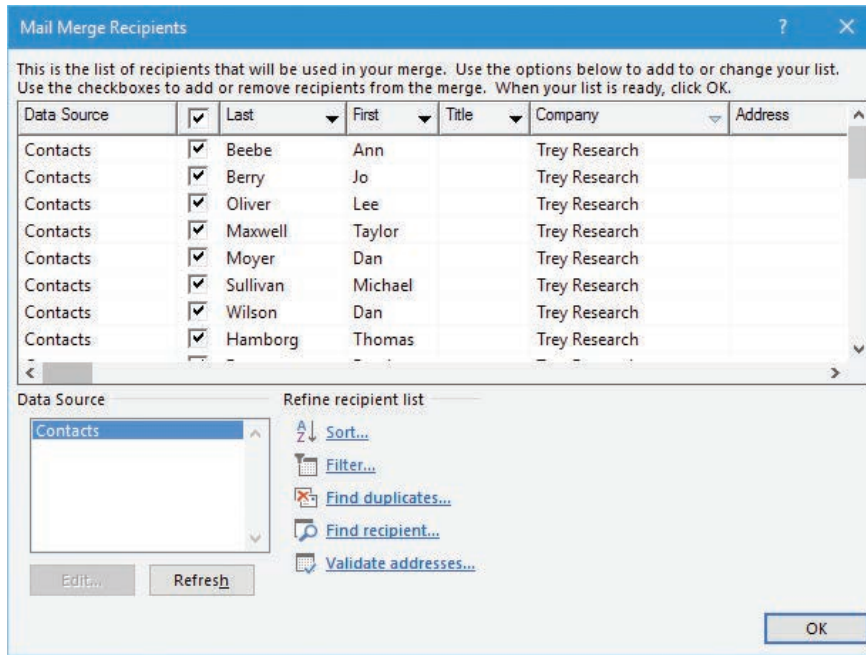 Mail Merge Recipients
This is the list of recipients that will be used in your merge. Use the options below to add to or change your list.
Use the checkboxes to add or remove recipients from the merge. When your list is ready, click OK.
Data Source Last First Title Company Address
Contacts Beebe Ann Trey Research
Contacts Berry Jo Trey Research
Contacts Oliver Lee Trey Research
Contacts Maxwell Taylor Trey Research
Contacts Moyer Dan Trey Research
Contacts Sullivan Michael Trey Research
Contacts Wilson Dan Trey Research
Contacts Hamborg Thomas Trey Research
Data Source Refine recipient list
Contacts
Sort...
Filter...
Find duplicates...
Find recipient...
Validate addresses...
Edit... Refresh
OK